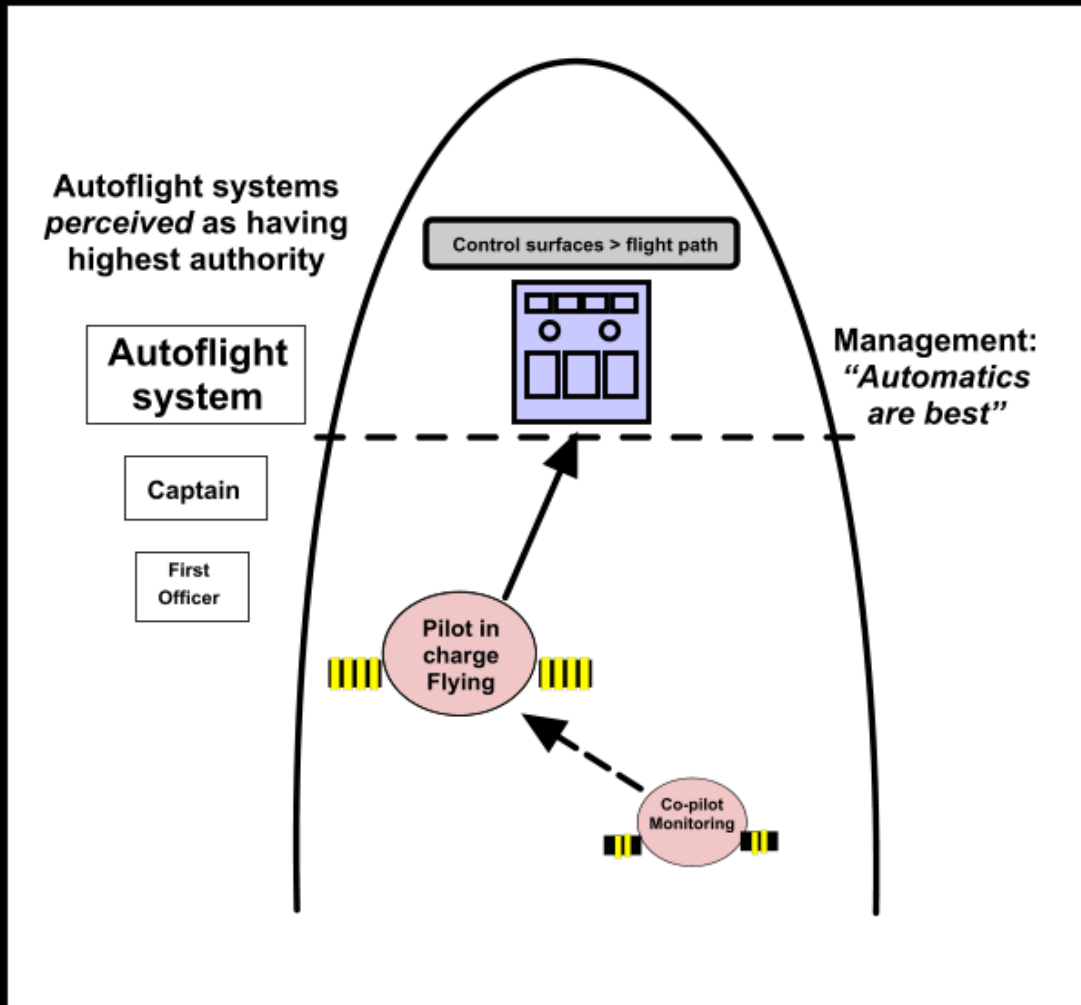 Autoflight systems
perceived as having
highest authority
Control surfaces > flight path
Autoflight
system
Management:
“Automatics
are best”
Captain
First
Officer
Pilot in
charge
Flying
Co-pilot
Monitoring